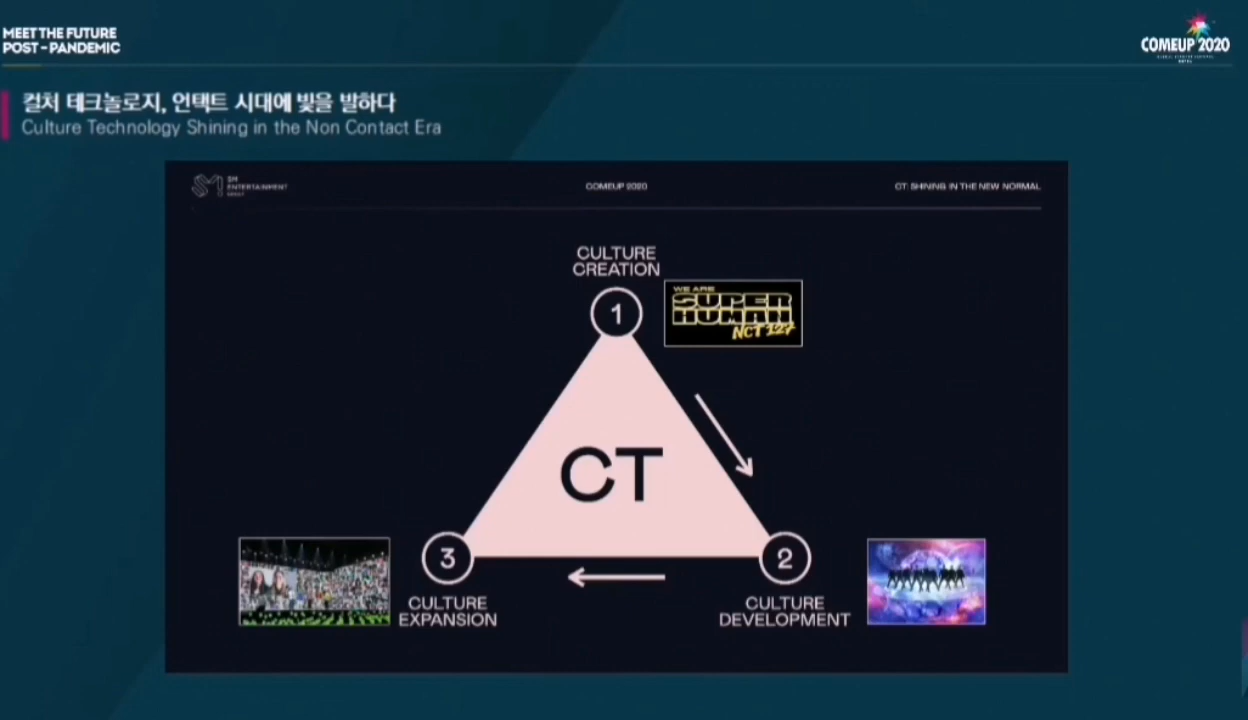 MEET THE FUTURE
POST-PANDEMIC
COMEUP 2020
컬처 테크놀로지, 언택트 시대에 빛을 발하다
Culture Technology Shining in the Non Contact Era
SM
ENTERTAINMENT
GROUP
COMEUP 2020
CT: SHINING IN THE NEW NORMAL
CULTURE
CREATION
1
WE ARE
SUPER
HUMAN
NCT 127
CT
3
2
CULTURE
EXPANSION
CULTURE
DEVELOPMENT